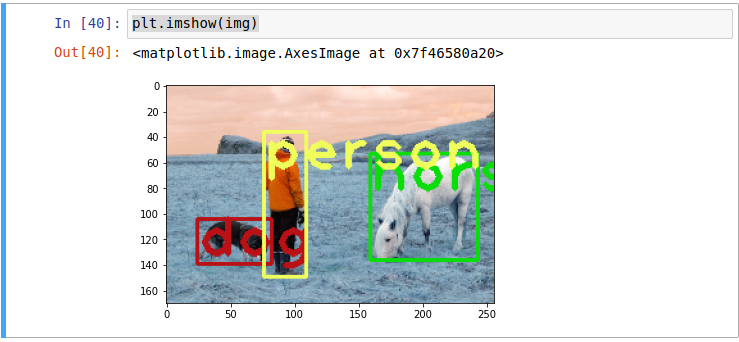 In [40]: plt.imshow(img)
Out[40]: <matplotlib.image.AxesImage at 0x7f46580a20>
0
20
40
person
60
hors
80
100
dog
120
140
160
0 50 100 150 200 250